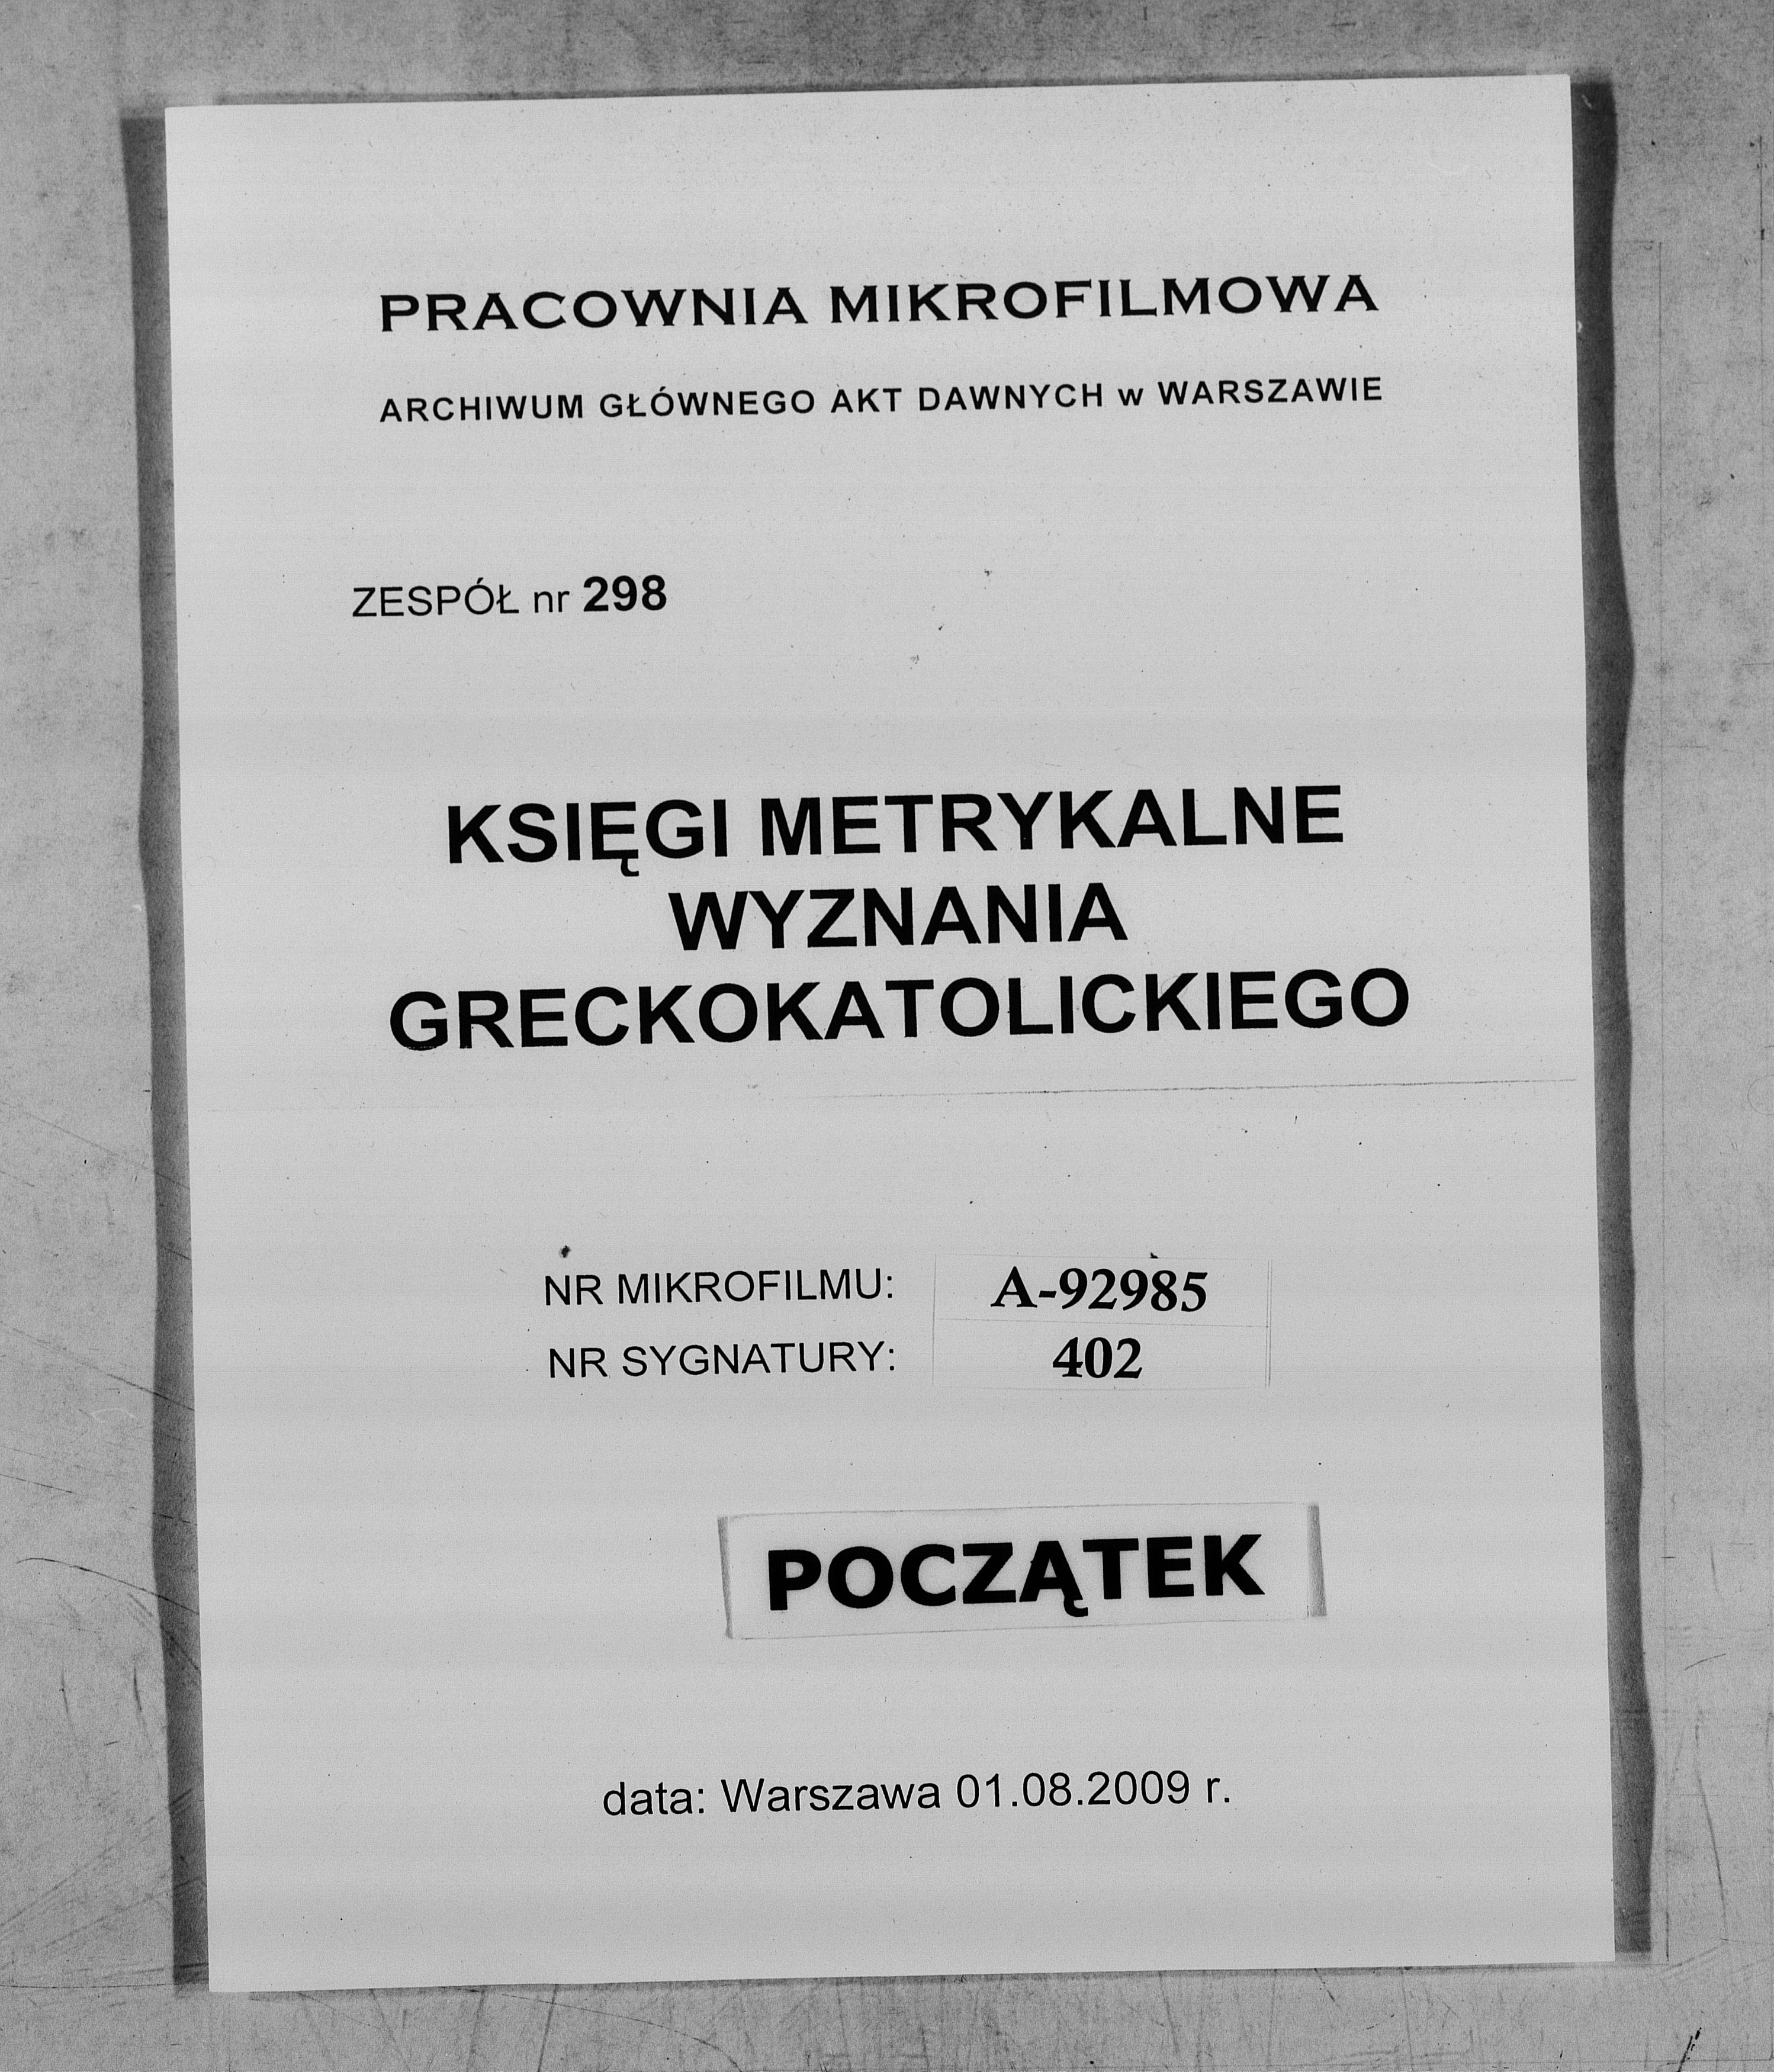 PRACOWNIA MIKROFILMOWA
ARCHIWUM GŁÓWNEGO AKT DAWNYCH w WARSZAWIE
ZESPÓŁ nr 298
KSIĘGI METRYKALNE
WYZNANIA
GRECKOKATOLICKIEGO
NR MIKROFILMU: A-92985
NR SYGNATURY: 402
POCZĄTEK
data: Warszawa 01.08.2009 r.